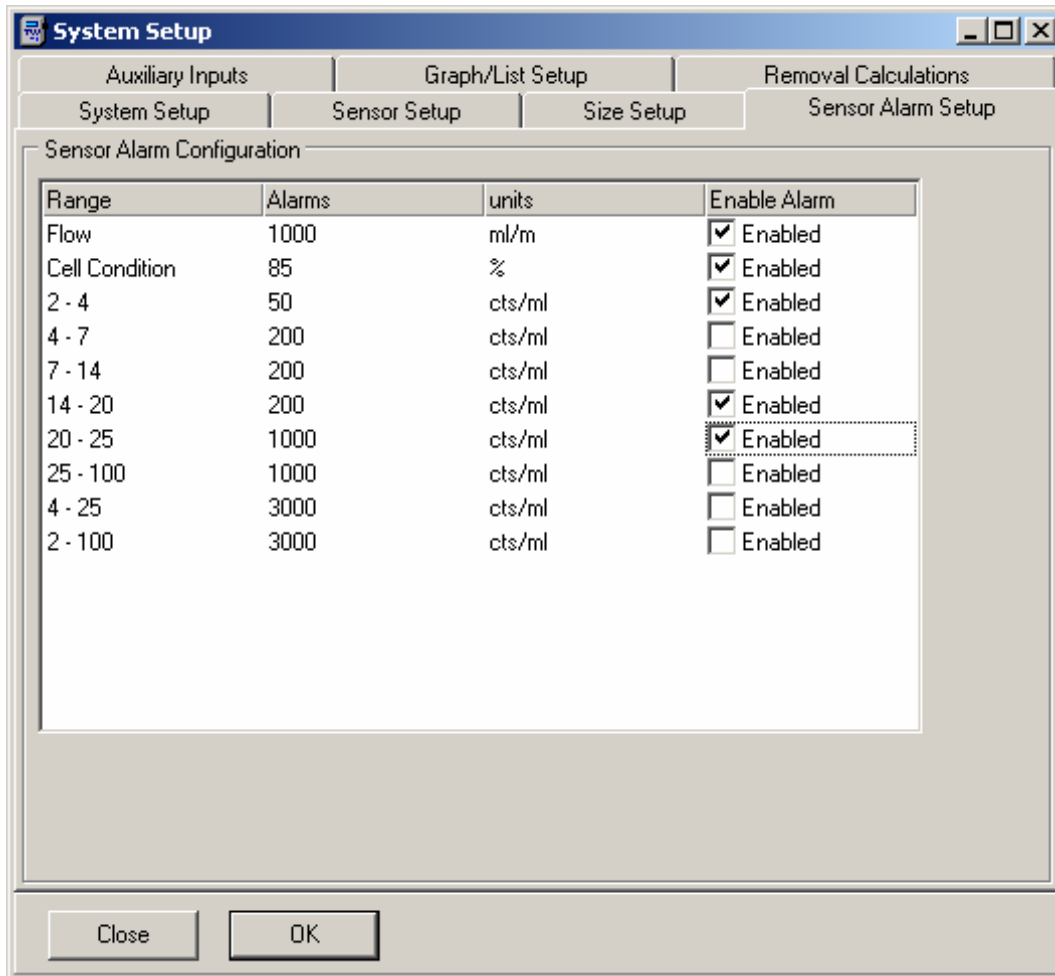 System Setup
Auxiliary Inputs Graph/List Setup Removal Calculations
System Setup Sensor Setup Size Setup Sensor Alarm Setup
Sensor Alarm Configuration
Range Alarms units Enable Alarm
Flow 1000 ml/m Enabled
Cell Condition 85 % Enabled
2 - 4 50 cts/ml Enabled
4 - 7 200 cts/ml Enabled
7 - 14 200 cts/ml Enabled
14 - 20 200 cts/ml Enabled
20 - 25 1000 cts/ml Enabled
25 - 100 1000 cts/ml Enabled
4 - 25 3000 cts/ml Enabled
2 - 100 3000 cts/ml Enabled
Close OK